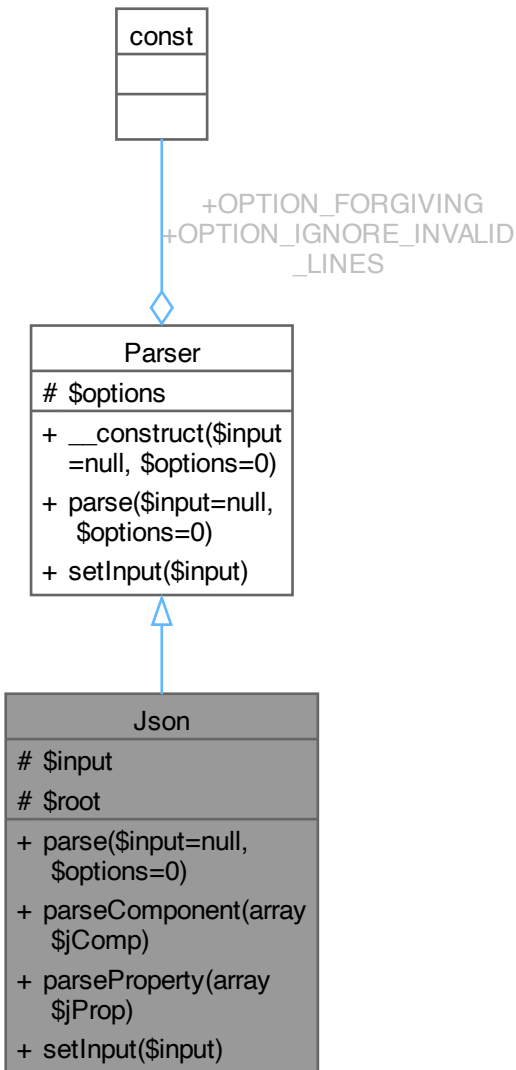 const
+OPTION_FORGIVING
+OPTION_IGNORE_INVALID
_LINES
Parser
# $options
+ __construct($input
=null, $options=0)
+ parse($input=null,
$options=0)
+ setInput($input)
Json
# $input
# $root
+ parse($input=null,
$options=0)
+ parseComponent(array
$jComp)
+ parseProperty(array
$jProp)
+ setInput($input)